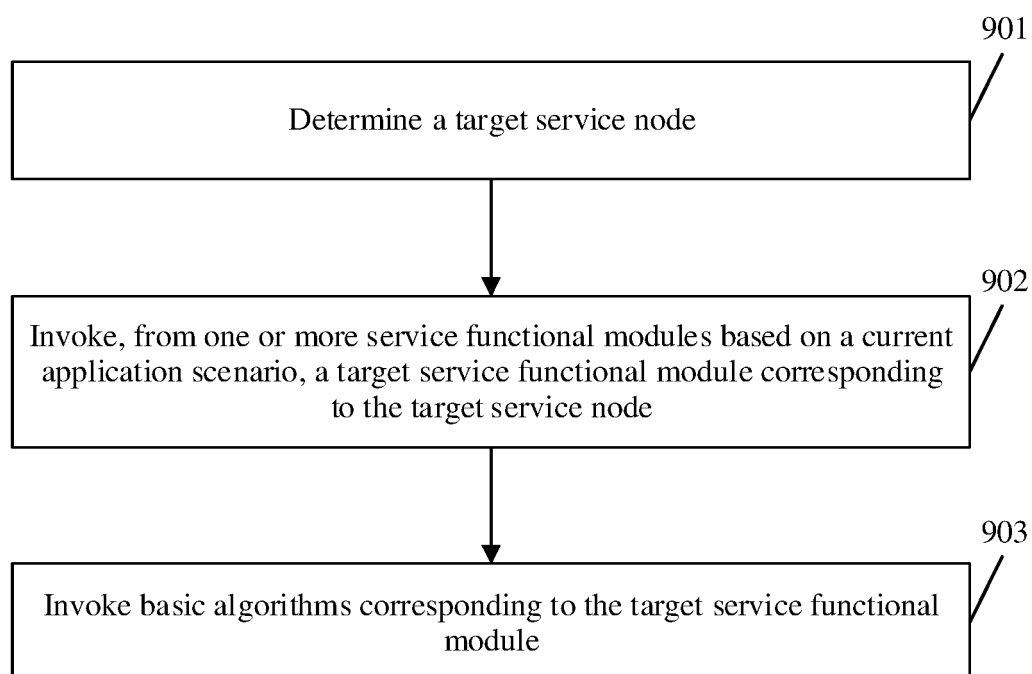 901
Determine a target service node
902
Invoke, from one or more service functional modules based on a current
application scenario, a target service functional module corresponding
to the target service node
903
Invoke basic algorithms corresponding to the target service functional
module